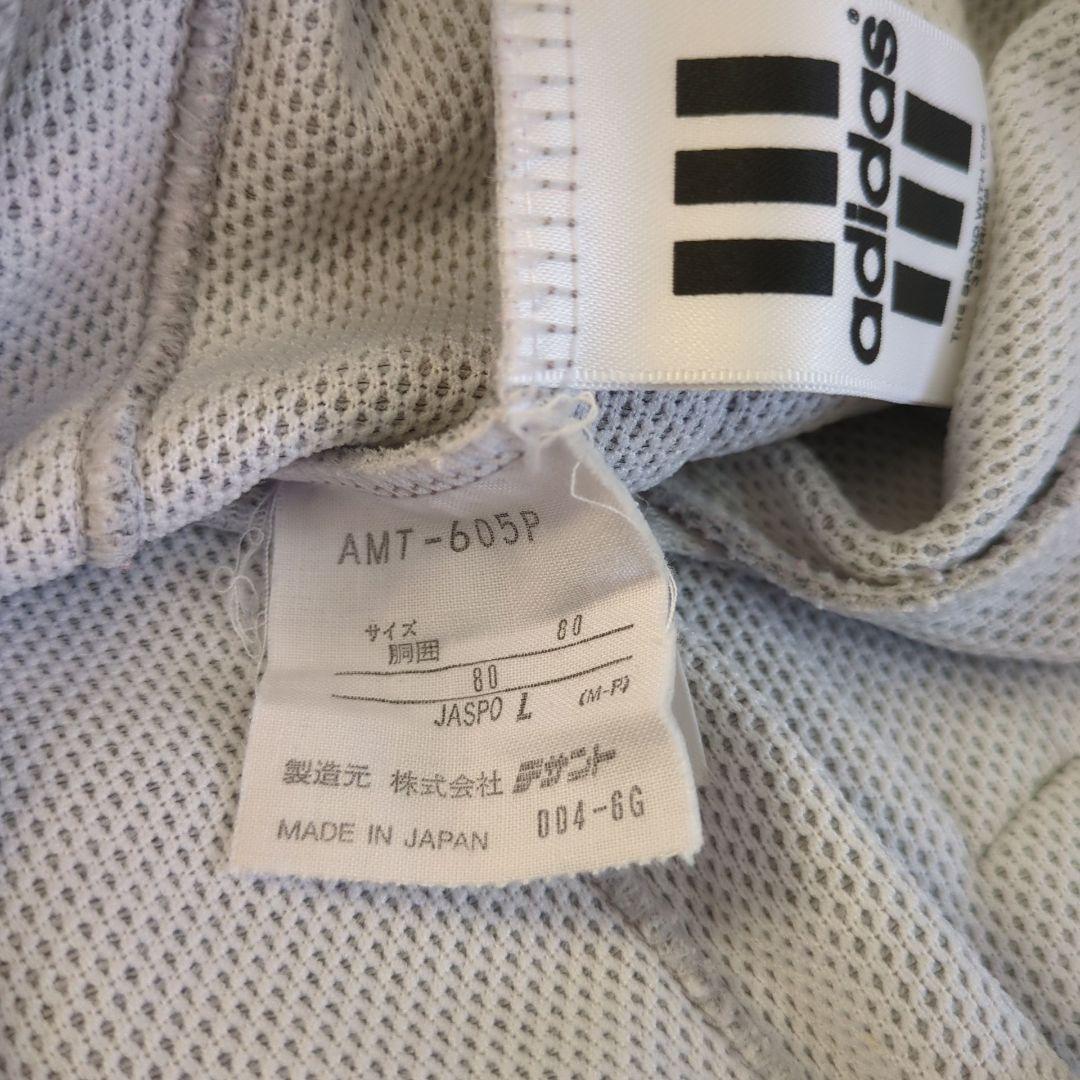 adidas
THE BRAND WITH THE
AMT-605P
サイズ
胴囲 80
80
JASPO L (M-P)
製造元 株式会社デサント
MADE IN JAPAN DD4-6G